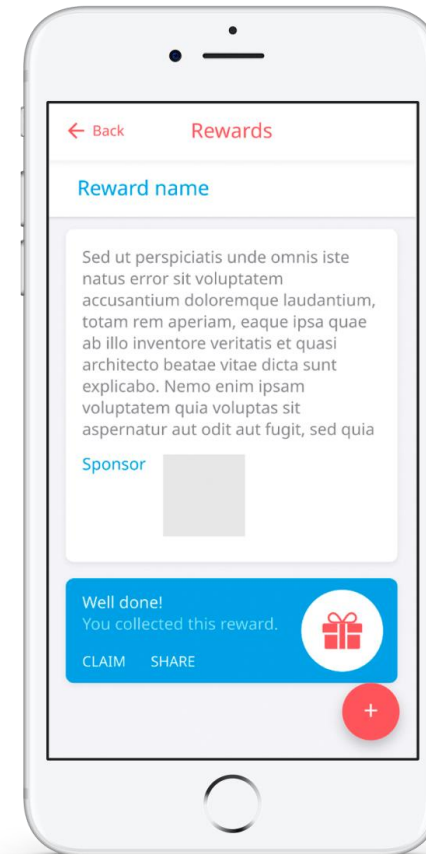 ← Back Rewards
Reward name
Sed ut perspiciatis unde omnis iste
natus error sit voluptatem
accusantium doloremque laudantium,
totam rem aperiam, eaque ipsa quae
ab illo inventore veritatis et quasi
architecto beatae vitae dicta sunt
explicabo. Nemo enim ipsam
voluptatem quia voluptas sit
aspernatur aut odit aut fugit, sed quia
Sponsor
Well done!
You collected this reward.
CLAIM SHARE
+